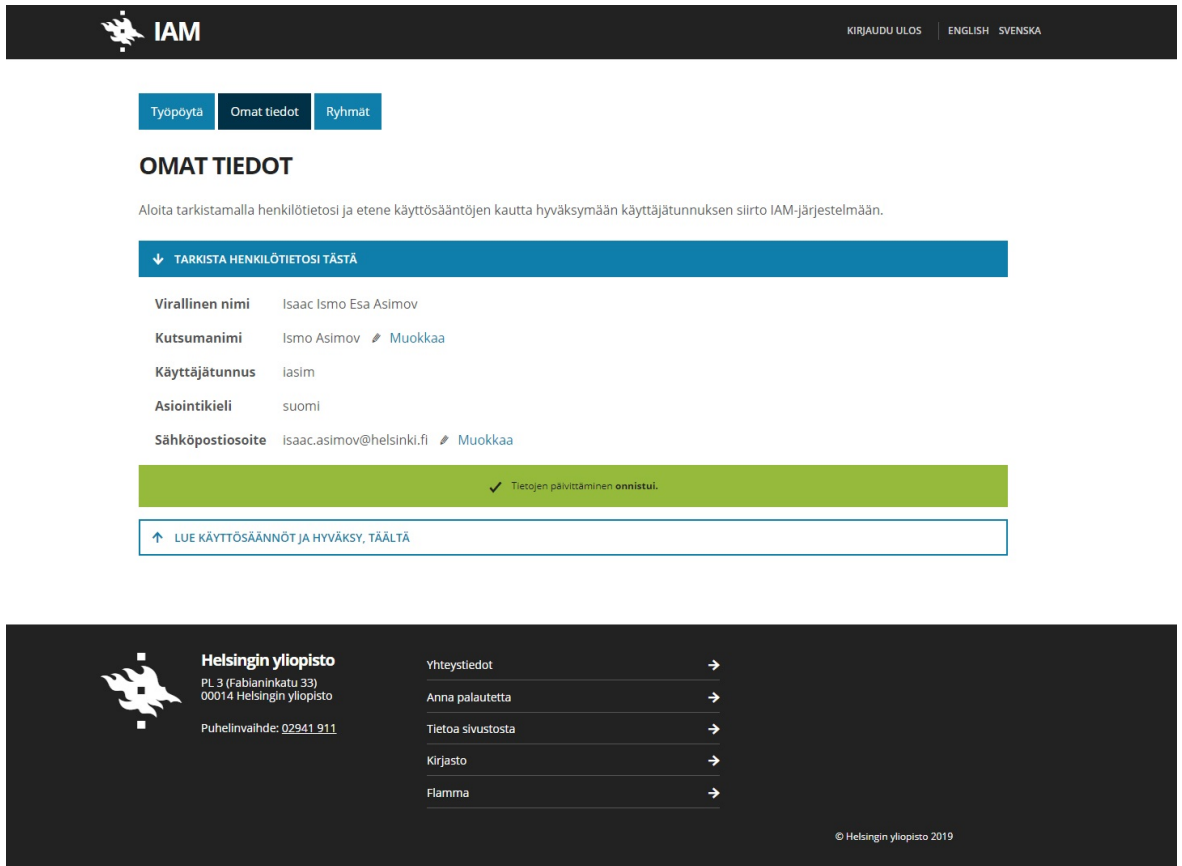 IAM
KIRJAUDU ULOS ENGLISH SVENSKA
Työpöytä Omat tiedot Ryhmät
OMAT TIEDOT
Aloita tarkistamalla henkilötietosi ja etene käyttösääntöjen kautta hyväksymään käyttäjätunnuksen siirto IAM-järjestelmään.
TARKISTA HENKILÖTIETOSI TÄSTÄ
Virallinen nimi Isaac Ismo Esa Asimov
Kutsumanimi Ismo Asimov Muokkaa
Käyttäjätunnus iasim
Asiointikieli suomi
Sähköpostiosoite isaac.asimov@helsinki.fi Muokkaa
Tietojen päivittäminen onnistui.
LUE KÄYTTÖSÄÄNNÖT JA HYVÄKSY, TÄÄLTÄ
Helsingin yliopisto
PL 3 (Fabianinkatu 33)
00014 Helsingin yliopisto
Puhelinvaihde: 02941 911
Yhteystiedot
Anna palautetta
Tietoa sivustosta
Kirjasto
Flamma
© Helsingin yliopisto 2019